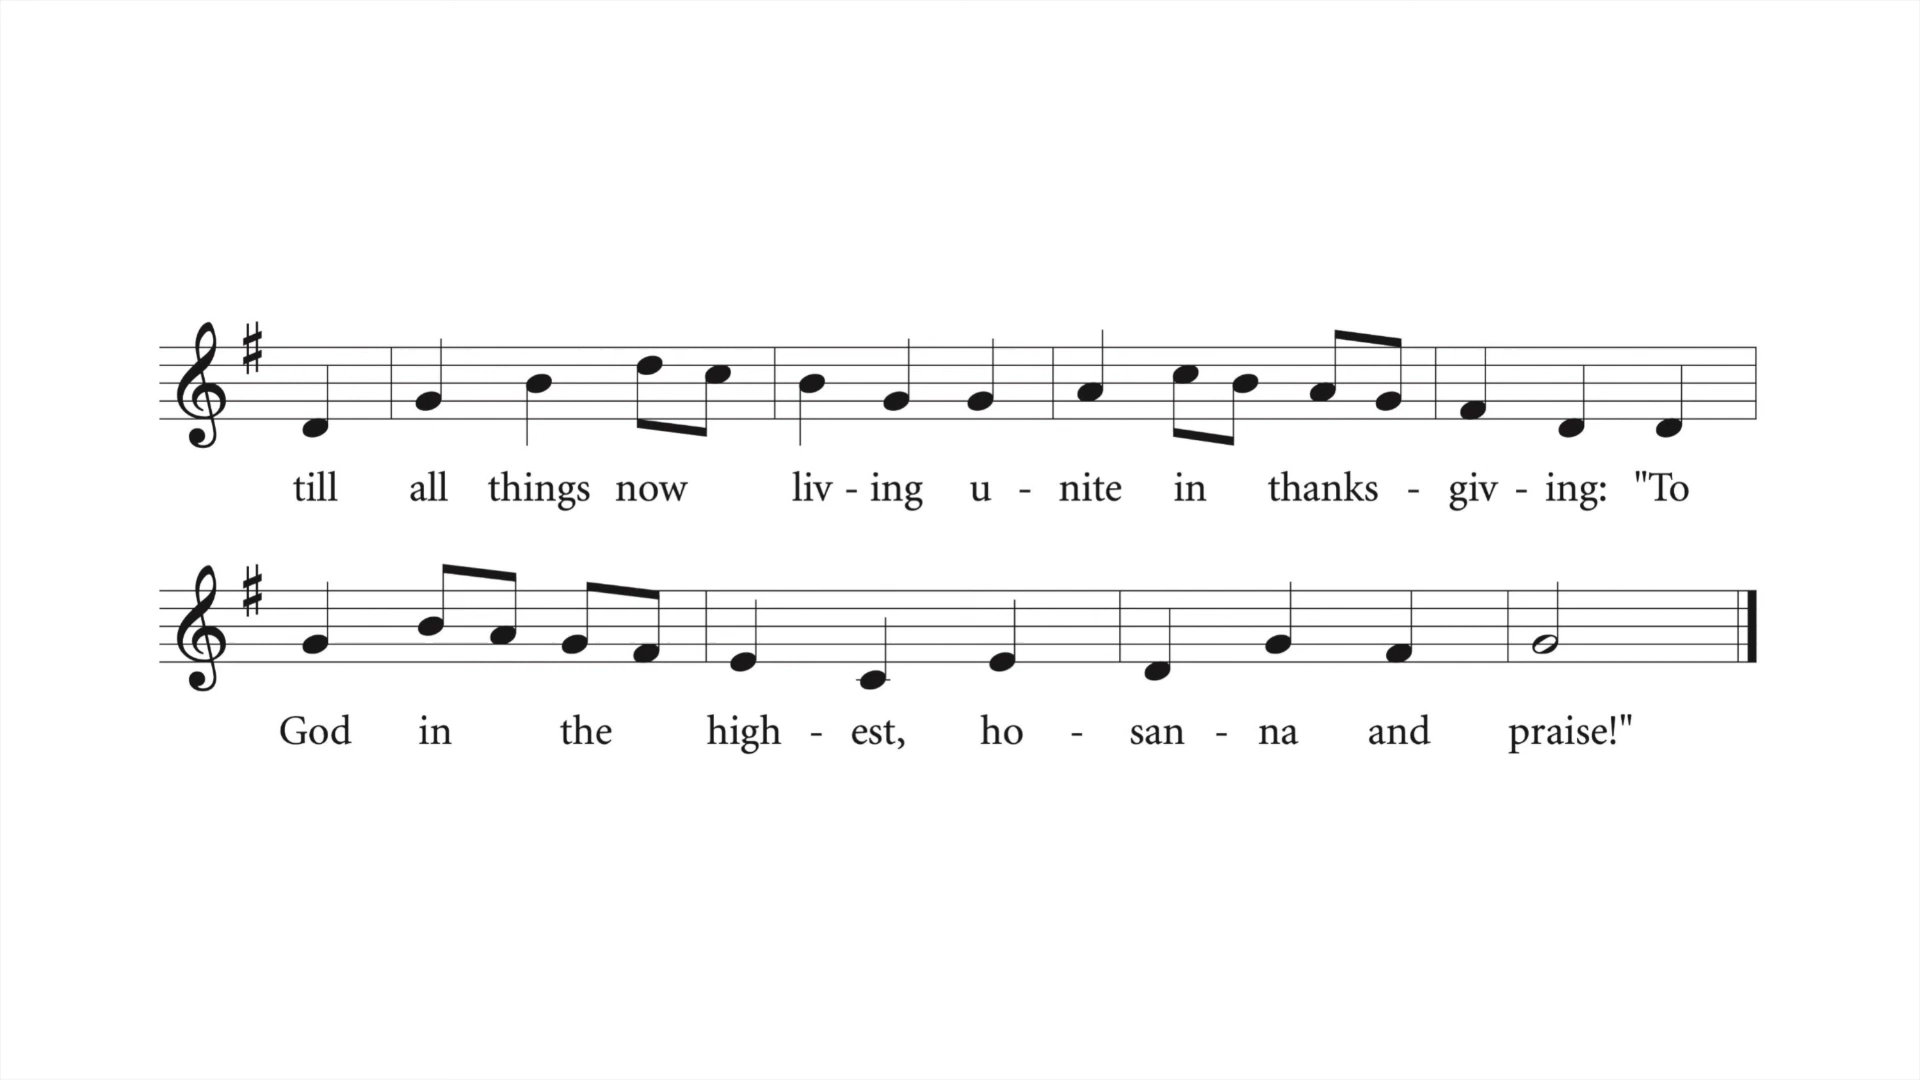 till all things now liv - ing u - nite in thanks - giv - ing: "To
God in the high - est, ho - san - na and praise!"